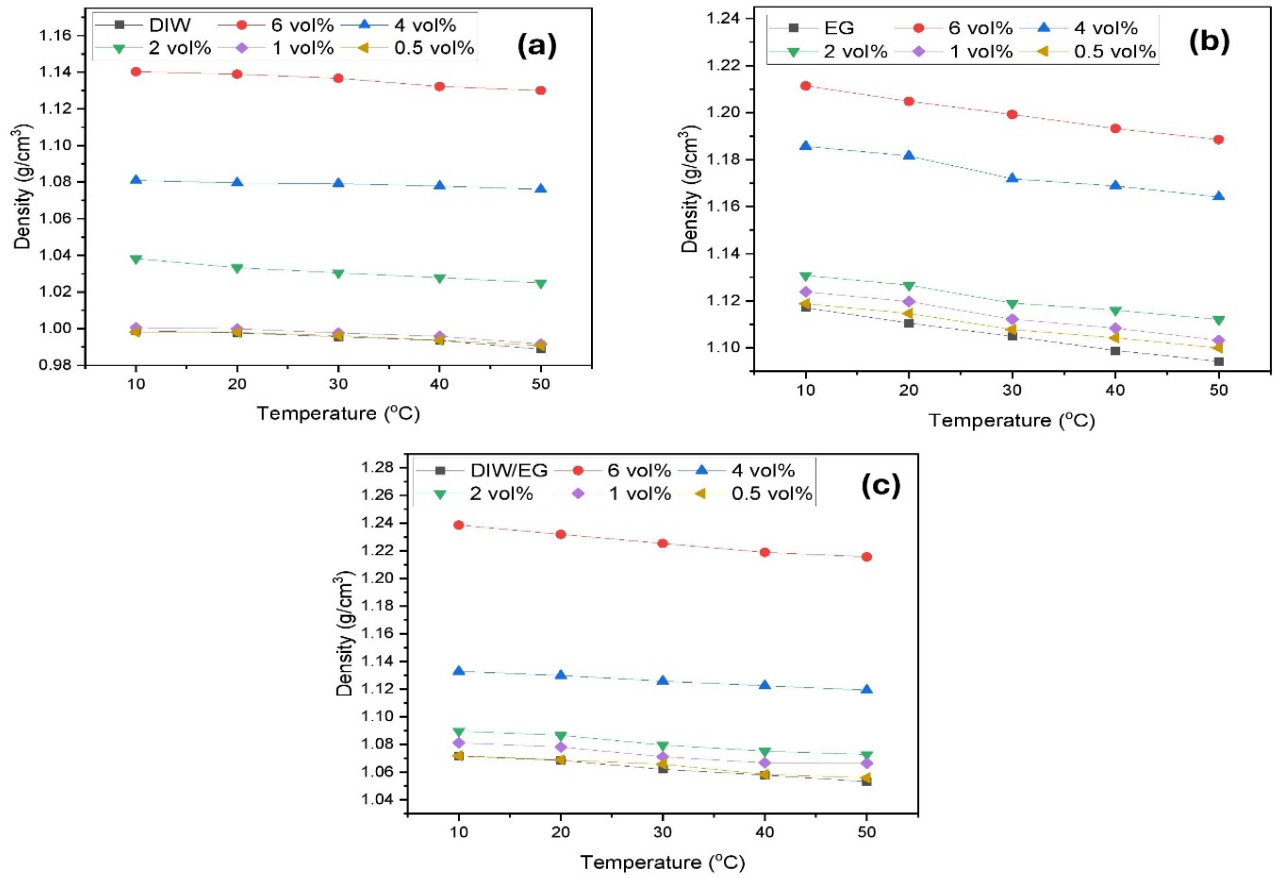 DIW 6 vol% 4 vol%
2 vol% 1 vol% 0.5 vol%
(a)
1.16
1.14
1.12
1.10
1.08
1.06
1.04
1.02
1.00
0.98
Density (g/cm³)
10 20 30 40 50
Temperature (°C)
EG 6 vol% 4 vol%
2 vol% 1 vol% 0.5 vol%
(b)
1.24
1.22
1.20
1.18
1.16
1.14
1.12
1.10
Density (g/cm³)
10 20 30 40 50
Temperature (°C)
DIW/EG 6 vol% 4 vol%
2 vol% 1 vol% 0.5 vol%
(c)
1.28
1.26
1.24
1.22
1.20
1.18
1.16
1.14
1.12
1.10
1.08
1.06
1.04
Density (g/cm³)
10 20 30 40 50
Temperature (°C)